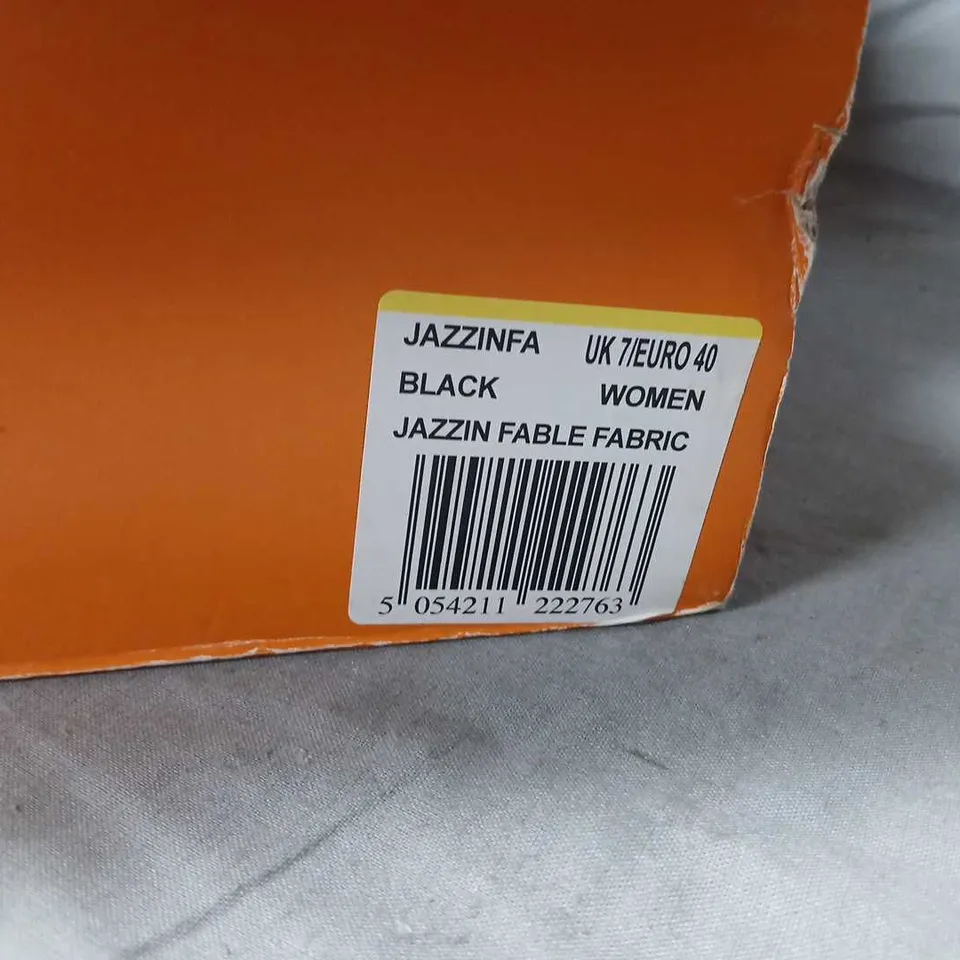 JAZZINFA UK 7/EURO 40
BLACK WOMEN
JAZZIN FABLE FABRIC
5 054211 222763